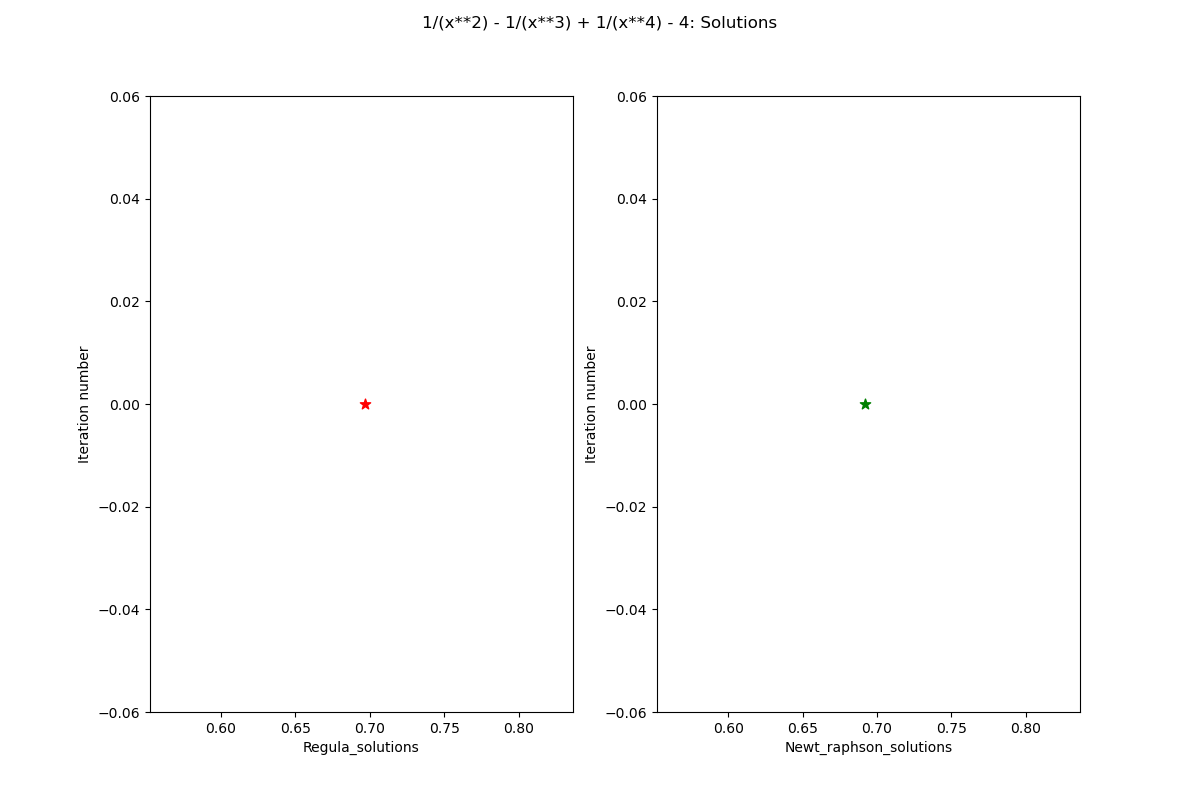 1/(x**2) - 1/(x**3) + 1/(x**4) - 4: Solutions
0.06
0.04
0.02
0.00
−0.02
−0.04
−0.06
Iteration number
0.60 0.65 0.70 0.75 0.80
Regula_solutions
0.06
0.04
0.02
0.00
−0.02
−0.04
−0.06
Iteration number
0.60 0.65 0.70 0.75 0.80
Newt_raphson_solutions